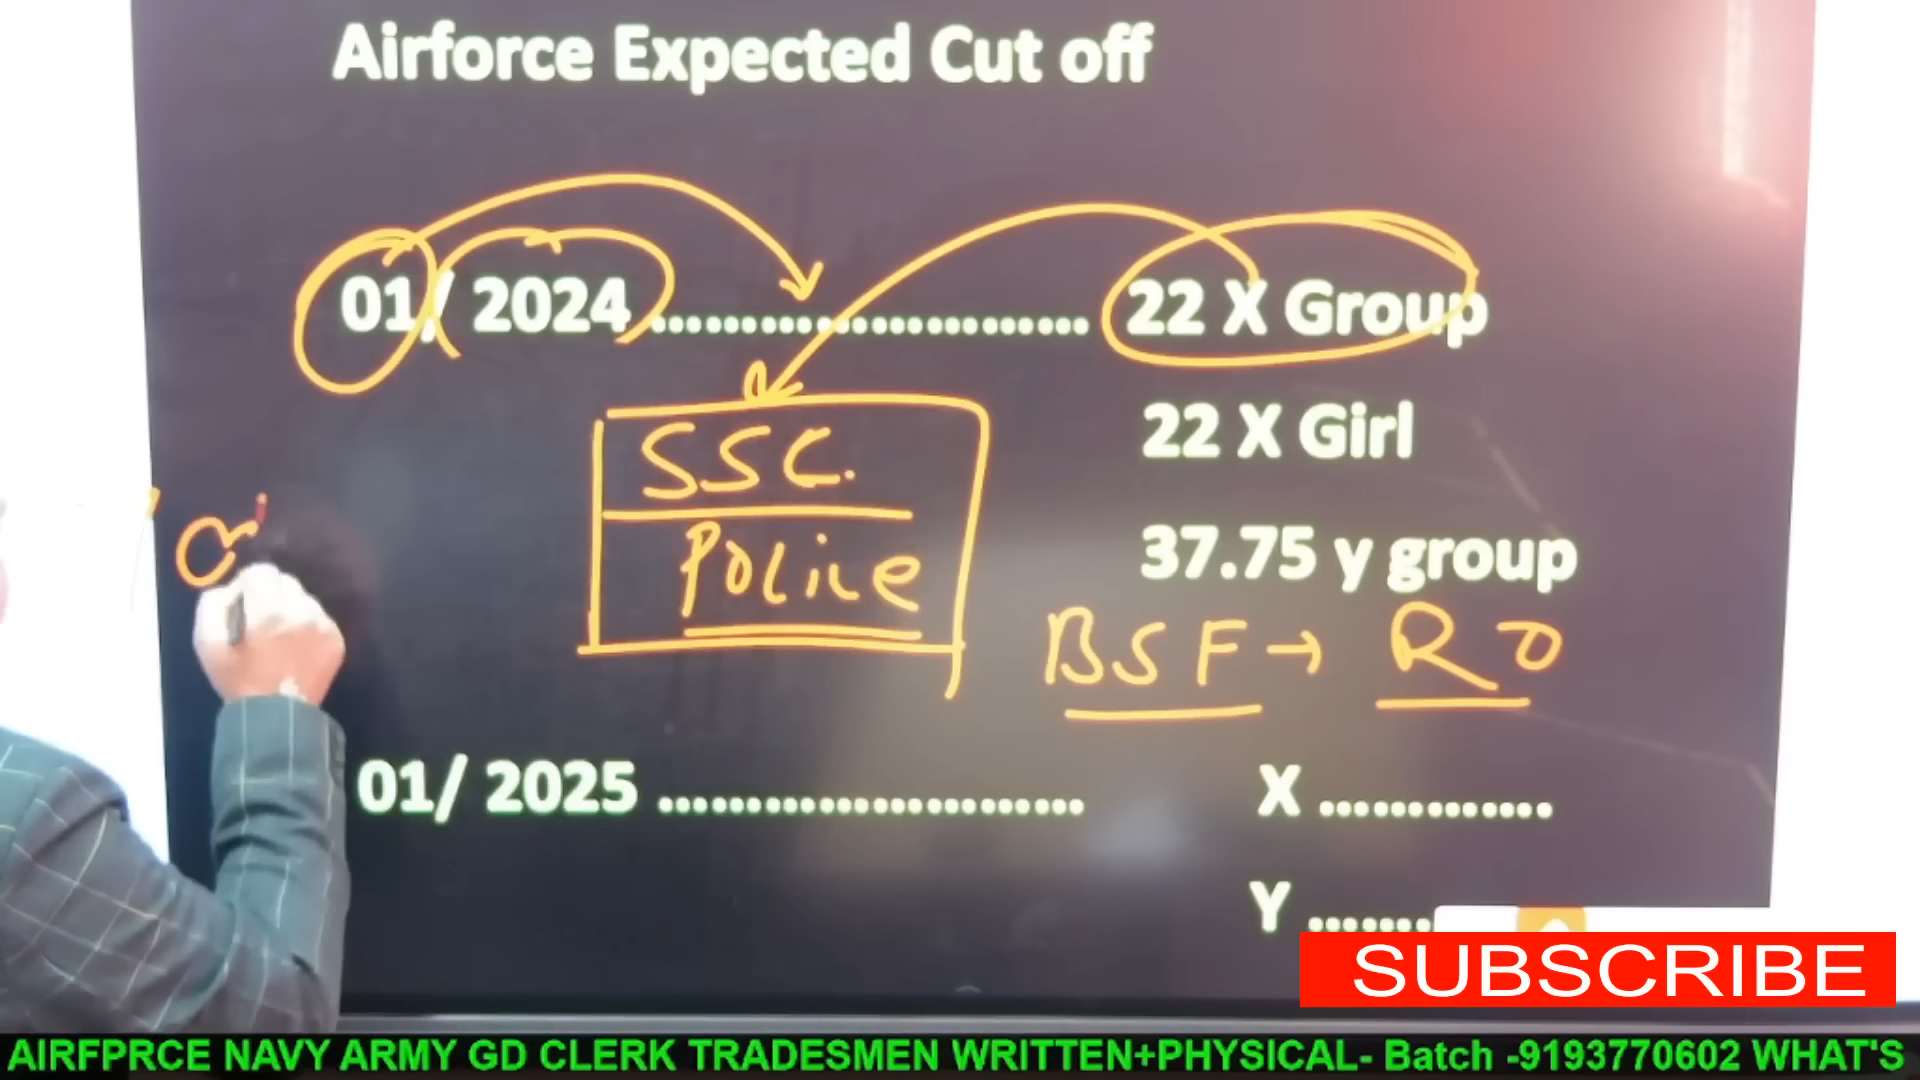 Airforce Expected Cut off
01/ 2024 ........................ 22 X Group
22 X Girl
SSC.
Police
37.75 y group
BSF → RO
01/ 2025 ........................ X .............
Y .......
SUBSCRIBE
AIRFPRCE NAVY ARMY GD CLERK TRADESMEN WRITTEN+PHYSICAL- Batch -9193770602 WHAT'S